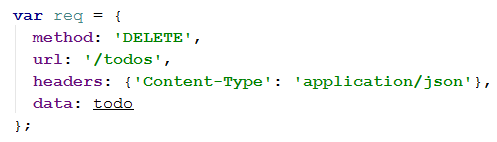 var req = {
  method: 'DELETE',
  url: '/todos',
  headers: {'Content-Type': 'application/json'},
  data: todo
};